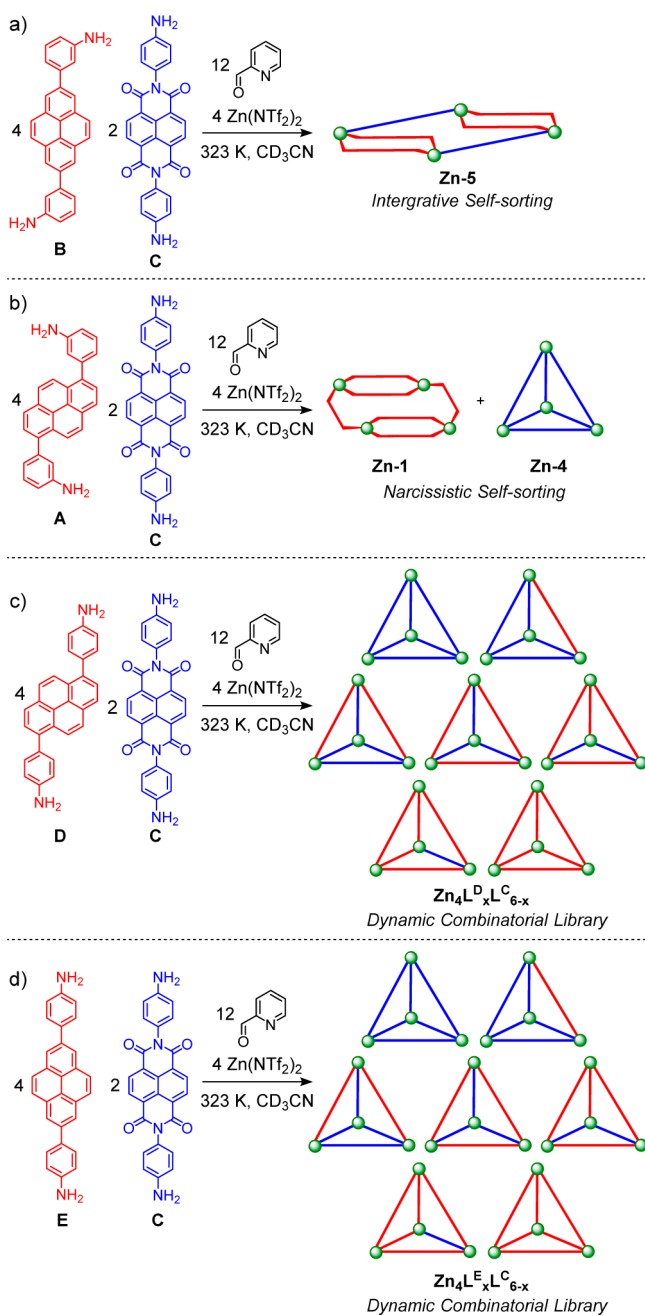 a)
NH₂
H₂N
4
B
NH₂
O
N
O
2
O
N
O
NH₂
C
12
O
N
4 Zn(NTf₂)₂
323 K, CD₃CN
Zn-5
Intergrative Self-sorting
b)
H₂N
4
NH₂
A
NH₂
O
N
O
2
O
N
O
NH₂
C
12
O
N
4 Zn(NTf₂)₂
323 K, CD₃CN
+
Zn-1
Zn-4
Narcissistic Self-sorting
c)
NH₂
4
NH₂
D
NH₂
O
N
O
2
O
N
O
NH₂
C
12
O
N
4 Zn(NTf₂)₂
323 K, CD₃CN
Zn₄LᴰₓLᶜ₆₋ₓ
Dynamic Combinatorial Library
d)
NH₂
4
NH₂
E
NH₂
O
N
O
2
O
N
O
NH₂
C
12
O
N
4 Zn(NTf₂)₂
323 K, CD₃CN
Zn₄LᴱₓLᶜ₆₋ₓ
Dynamic Combinatorial Library